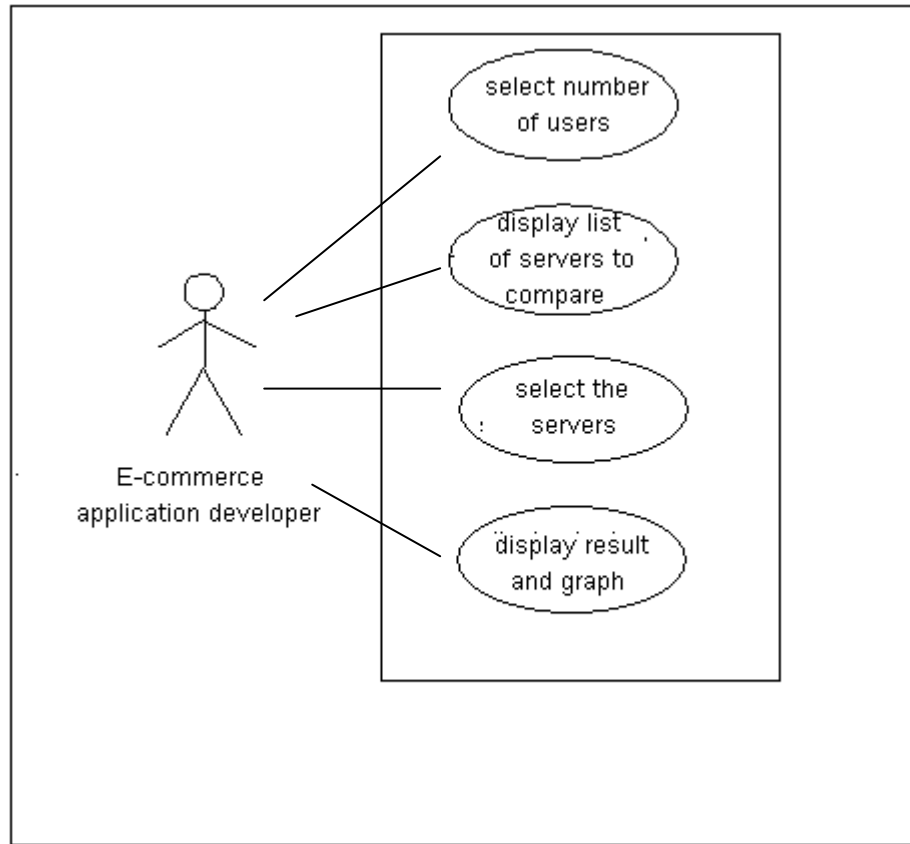 select number
of users
display list
of servers to
compare
select the
servers
E-commerce
application developer
display result
and graph